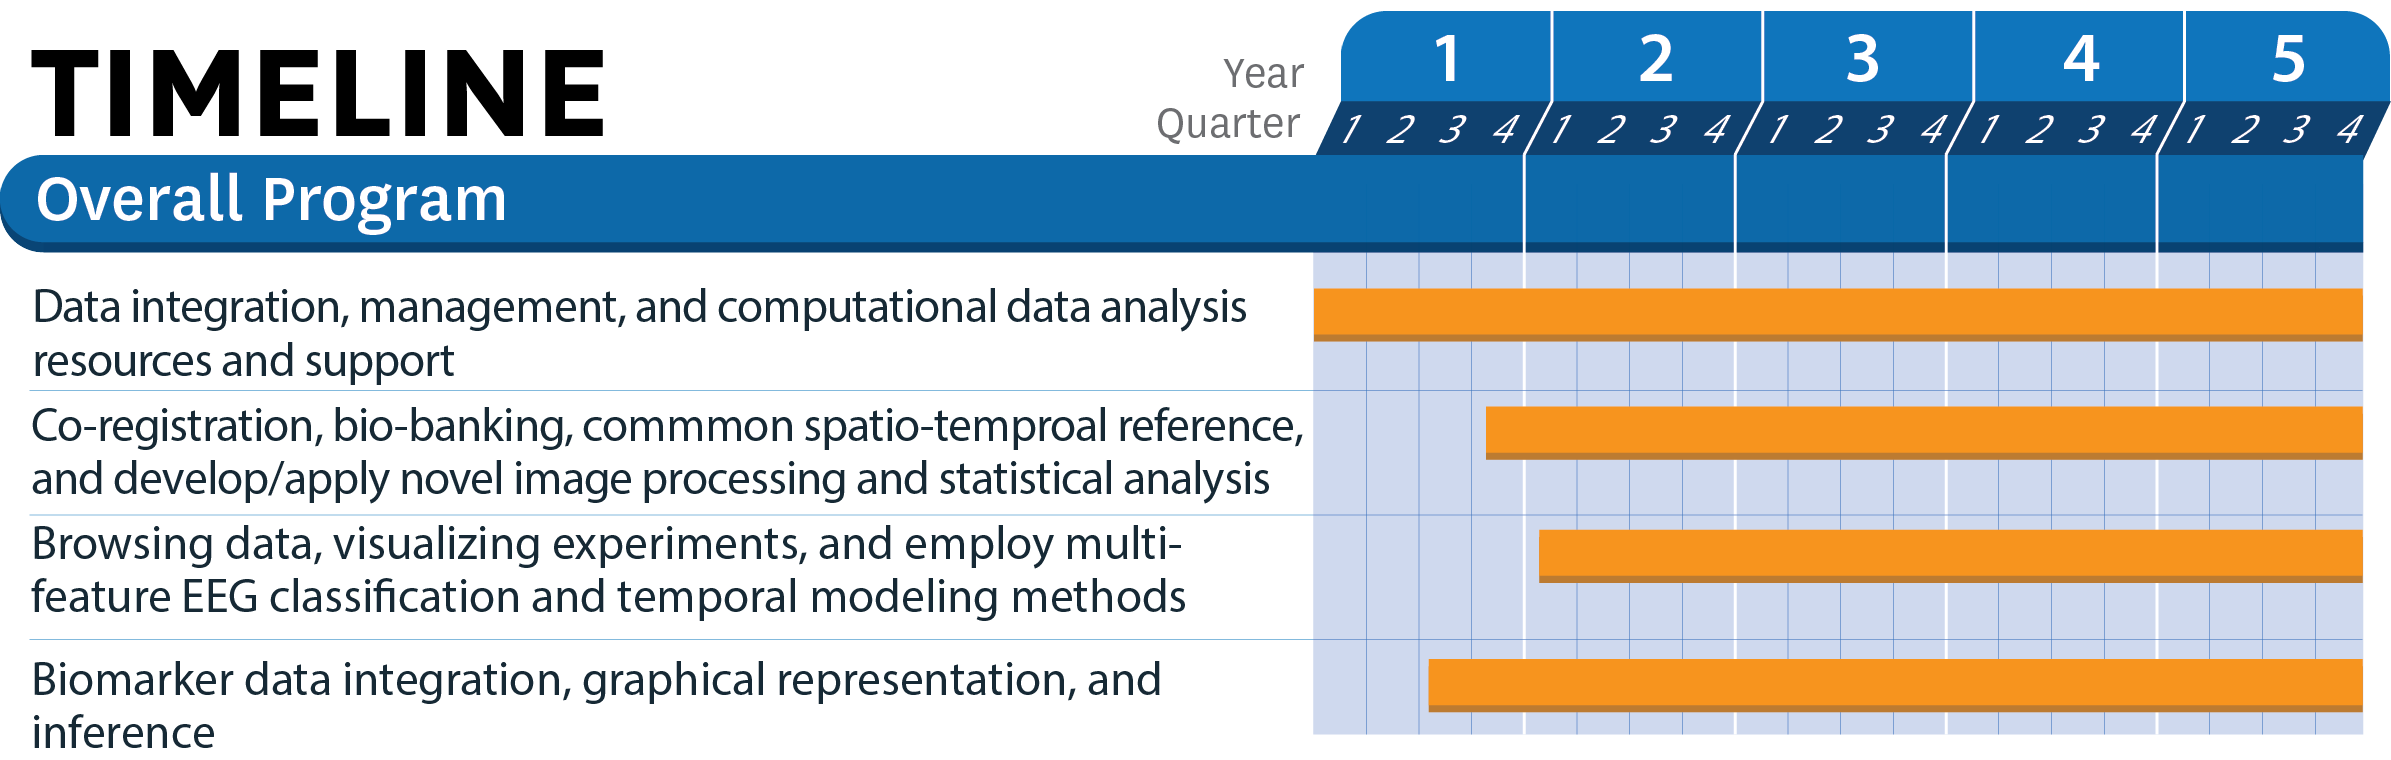 TIMELINE
Year 1 2 3 4 5
Quarter 1 2 3 4 1 2 3 4 1 2 3 4 1 2 3 4 1 2 3 4
Overall Program
Data integration, management, and computational data analysis
resources and support
Co-registration, bio-banking, commmon spatio-temproal reference,
and develop/apply novel image processing and statistical analysis
Browsing data, visualizing experiments, and employ multi-
feature EEG classification and temporal modeling methods
Biomarker data integration, graphical representation, and
inference